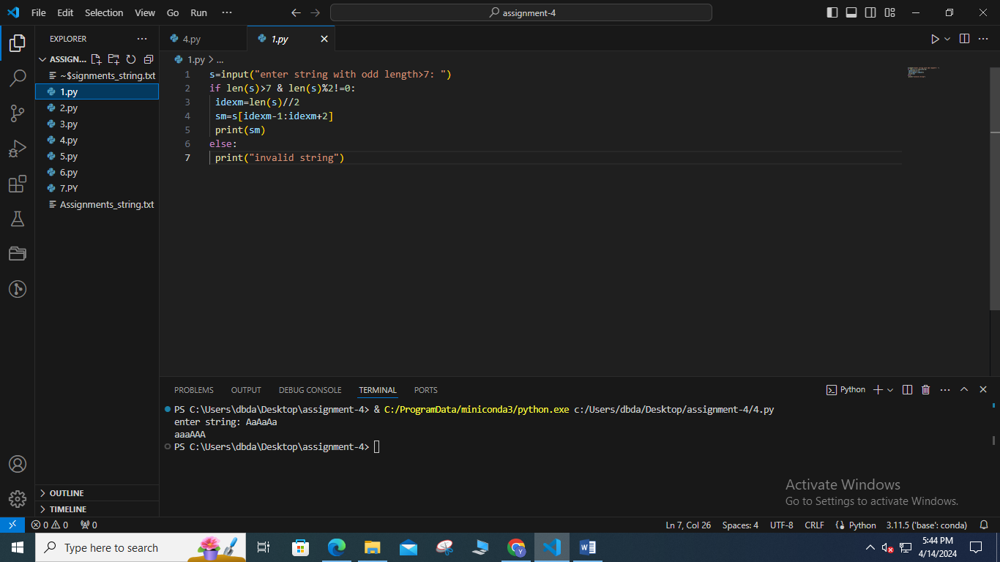 File Edit Selection View Go Run ···
assignment-4
EXPLORER ···
ASSIGN...
~$signments_string.txt
1.py
2.py
3.py
4.py
5.py
6.py
7.PY
Assignments_string.txt
OUTLINE
TIMELINE
4.py 1.py
1.py > ...
1 s=input("enter string with odd length>7: ")
2 if len(s)>7 & len(s)%2!=0:
3  idexm=len(s)//2
4  sm=s[idexm-1:idexm+2]
5  print(sm)
6 else:
7  print("invalid string")
PROBLEMS OUTPUT DEBUG CONSOLE TERMINAL PORTS
Python
PS C:\Users\dbda\Desktop\assignment-4> & C:/ProgramData/miniconda3/python.exe c:/Users/dbda/Desktop/assignment-4/4.py
enter string: AaAaAa
aaaAAA
PS C:\Users\dbda\Desktop\assignment-4>
Activate Windows
Go to Settings to activate Windows.
0 0 0 Ln 7, Col 26 Spaces: 4 UTF-8 CRLF Python 3.11.5 ('base': conda)
Type here to search
5:44 PM
4/14/2024